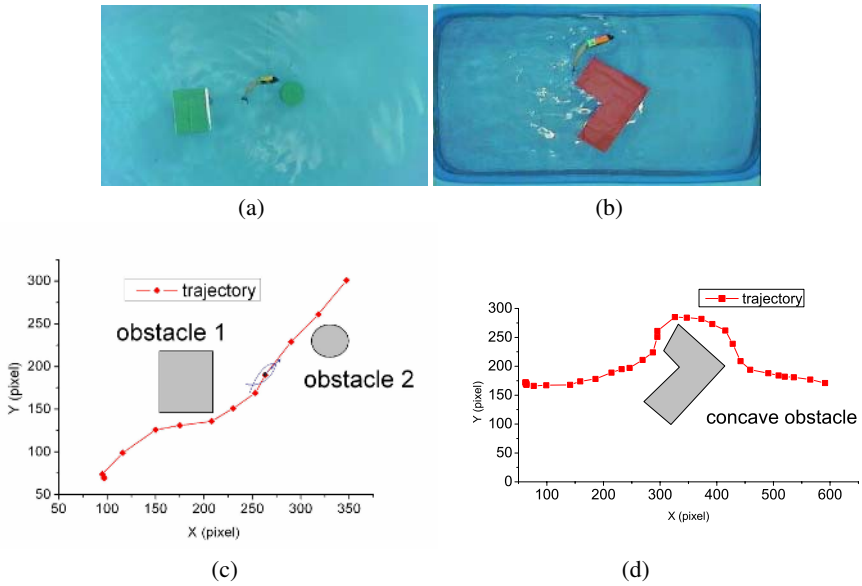 (a)
(b)
trajectory
obstacle 1
obstacle 2
Y (pixel)
300
250
200
150
100
50
50
100
150
200
250
300
350
X (pixel)
(c)
trajectory
concave obstacle
Y (pixel)
300
250
200
150
100
50
0
100
200
300
400
500
600
X (pixel)
(d)